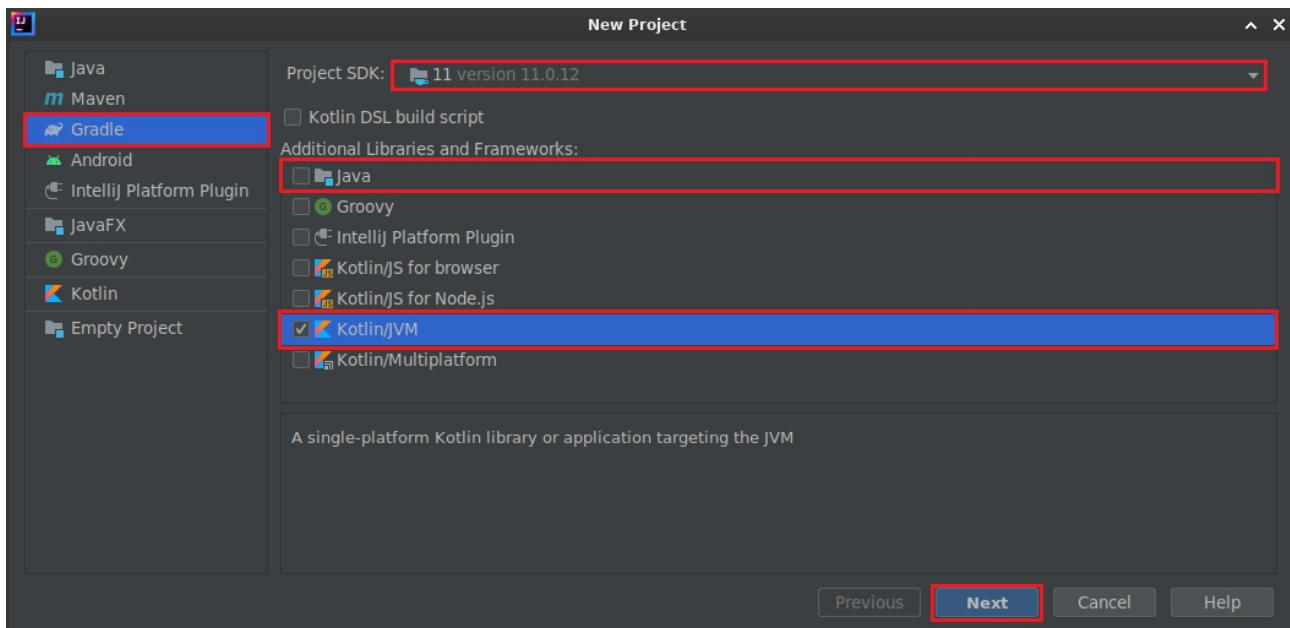 New Project
Java
Maven
Gradle
Android
IntelliJ Platform Plugin
JavaFX
Groovy
Kotlin
Empty Project
Project SDK: 11 version 11.0.12
Kotlin DSL build script
Additional Libraries and Frameworks:
Java
Groovy
IntelliJ Platform Plugin
Kotlin/JS for browser
Kotlin/JS for Node.js
Kotlin/JVM
Kotlin/Multiplatform
A single-platform Kotlin library or application targeting the JVM
Previous Next Cancel Help